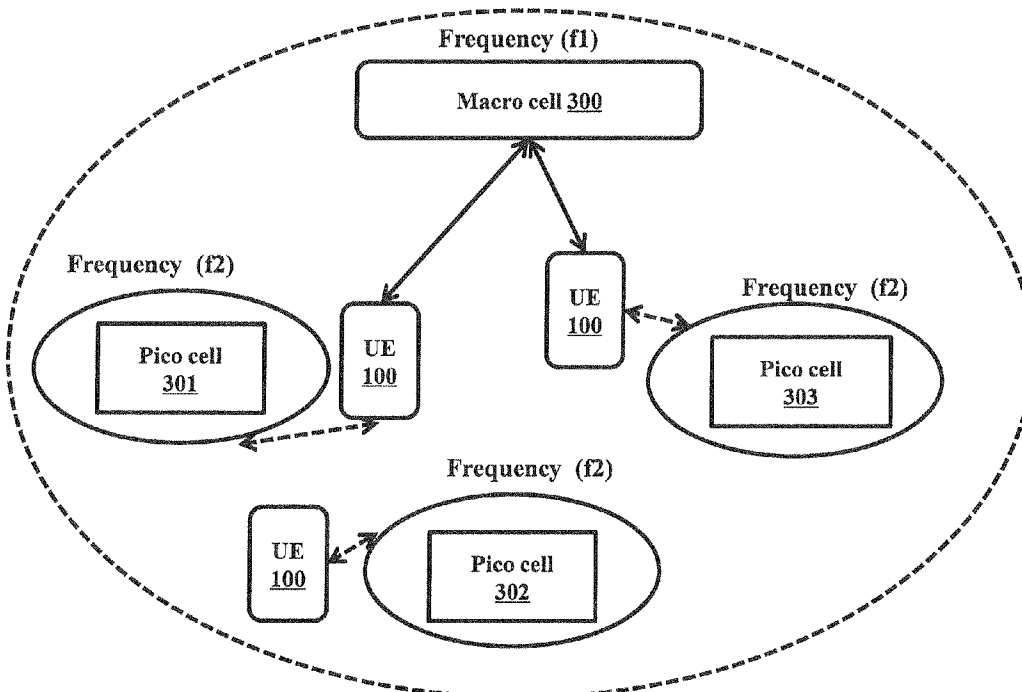 Frequency (f1)
Macro cell 300
Frequency (f2)
Pico cell
301
UE
100
UE
100
Frequency (f2)
Pico cell
303
Frequency (f2)
UE
100
Pico cell
302